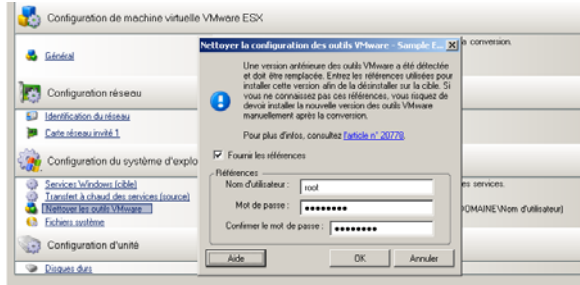 Configuration de machine virtuelle VMware ESX
Général
a conversion.
Nettoyer la configuration des outils VMware - Sample E...
Une version antérieure des outils VMware a été détectée
et doit être remplacée. Entrez les références utilisées pour
installer cette version afin de la désinstaller sur la cible. Si
vous ne connaissez pas ces références, vous risquez de
devoir installer la nouvelle version des outils VMware
manuellement après la conversion.
Pour plus d'infos, consultez l'article n° 20778.
Fournir les références
Références
Nom d'utilisateur : root
Mot de passe : ●●●●●●●●
Confirmer le mot de passe : ●●●●●●●●
Aide OK Annuler
Configuration réseau
Identification du réseau
Carte réseau invité 1
Configuration du système d'explo
Services Windows (cible)
es services.
Transfert à chaud des services (source)
Nettoyer les outils VMware
DOMAINE\Nom d'utilisateur)
Fichiers système
Configuration d'unité
Disques durs